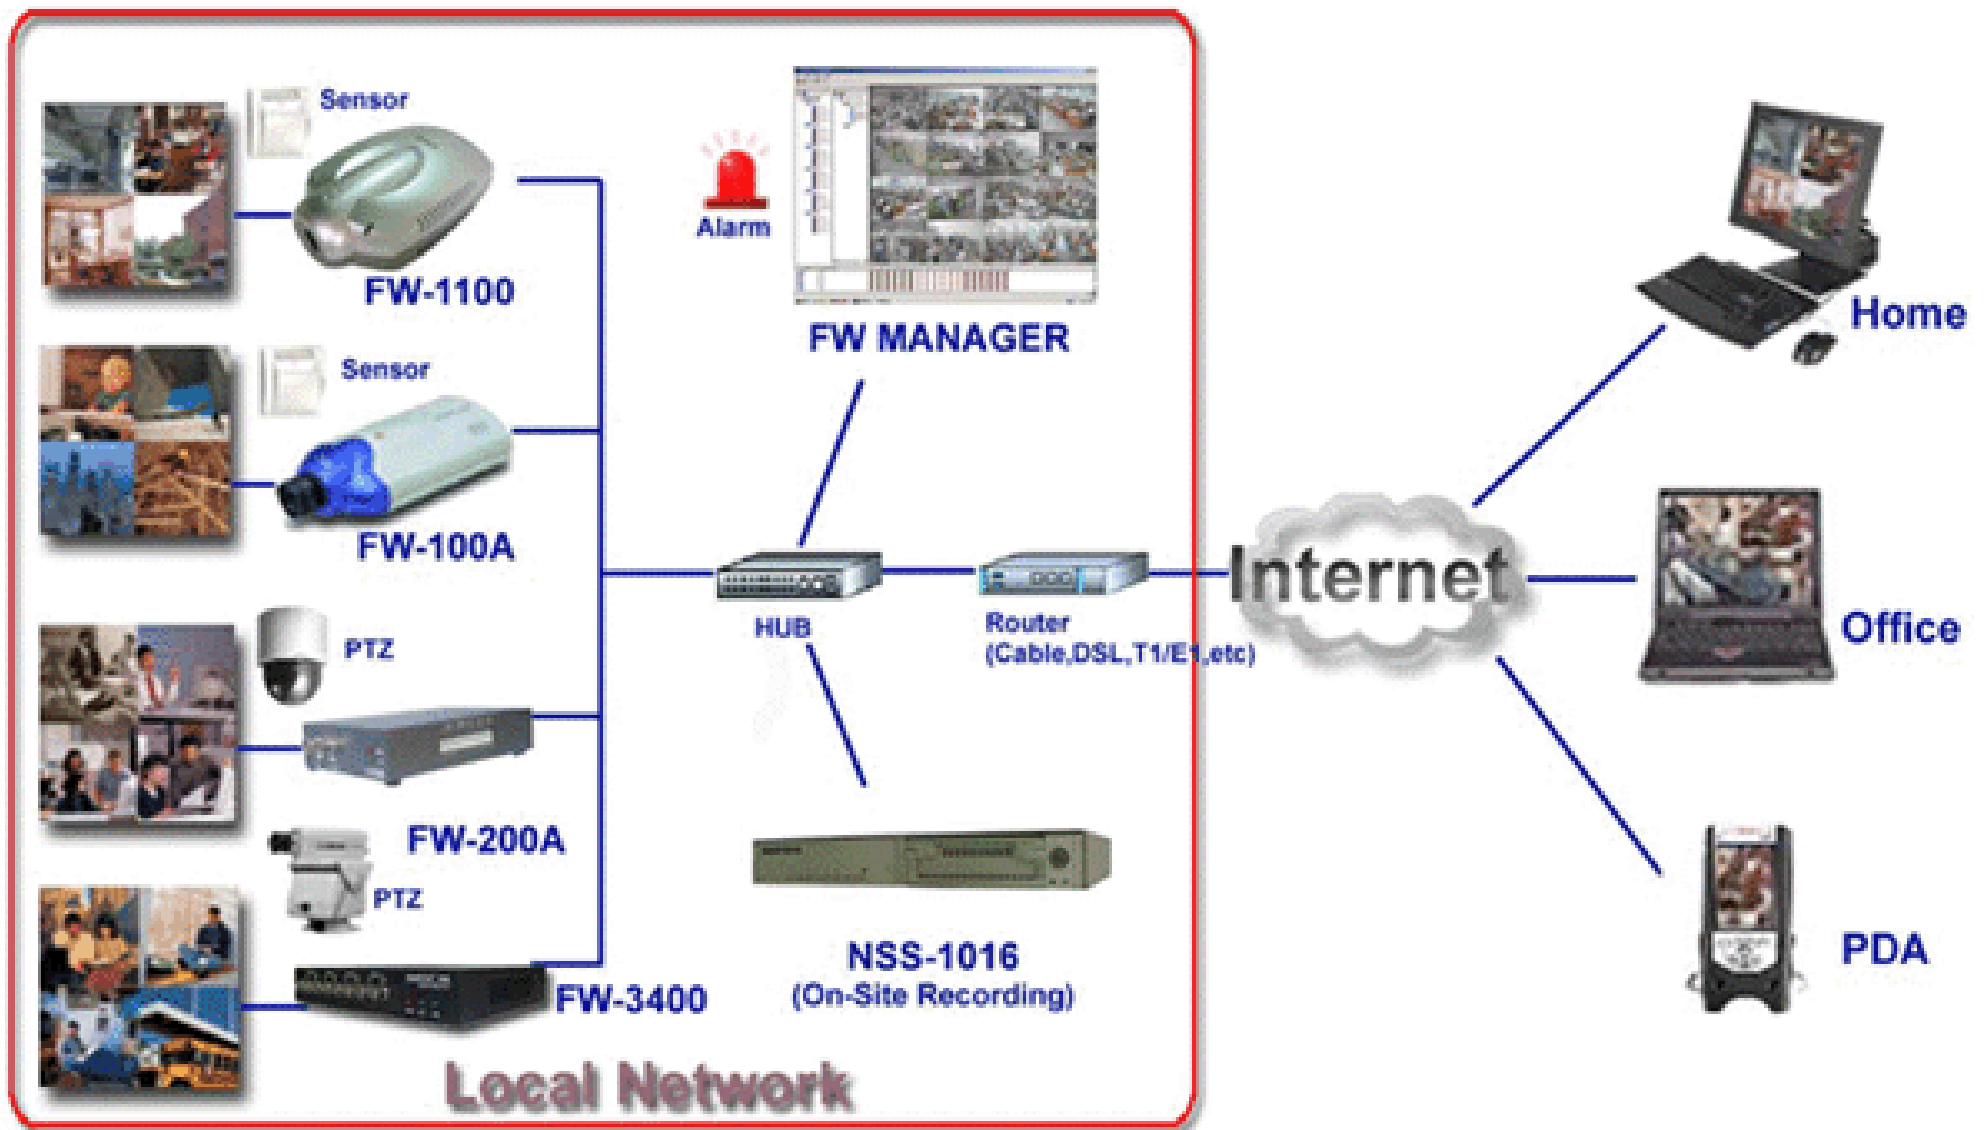 Sensor
FW-1100
Sensor
FW-100A
PTZ
FW-200A
PTZ
FW-3400
Alarm
FW MANAGER
HUB
Router
(Cable,DSL,T1/E1,etc)
NSS-1016
(On-Site Recording)
Local Network
Internet
Home
Office
PDA